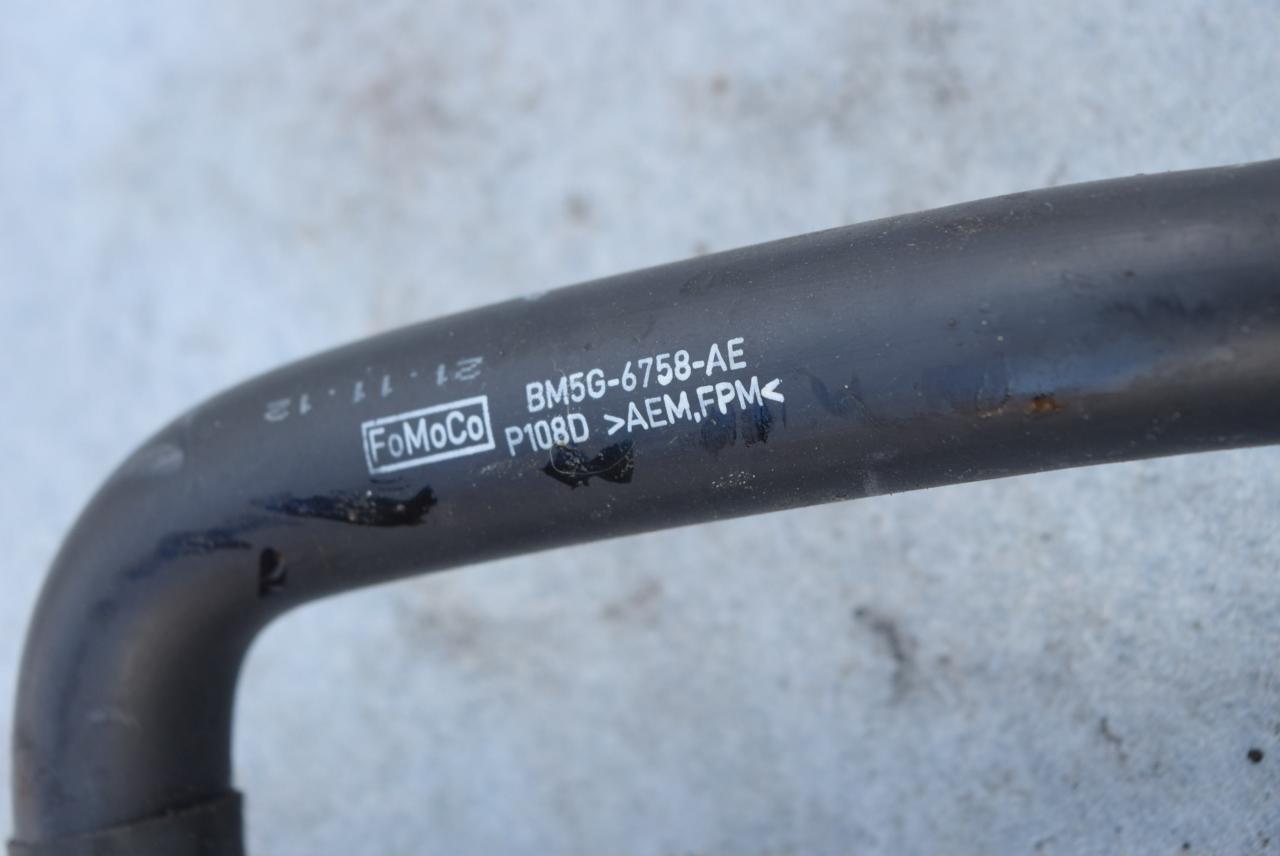 21.11.12
FoMoCo
BM5G-6758-AE
P108D >AEM,FPM<